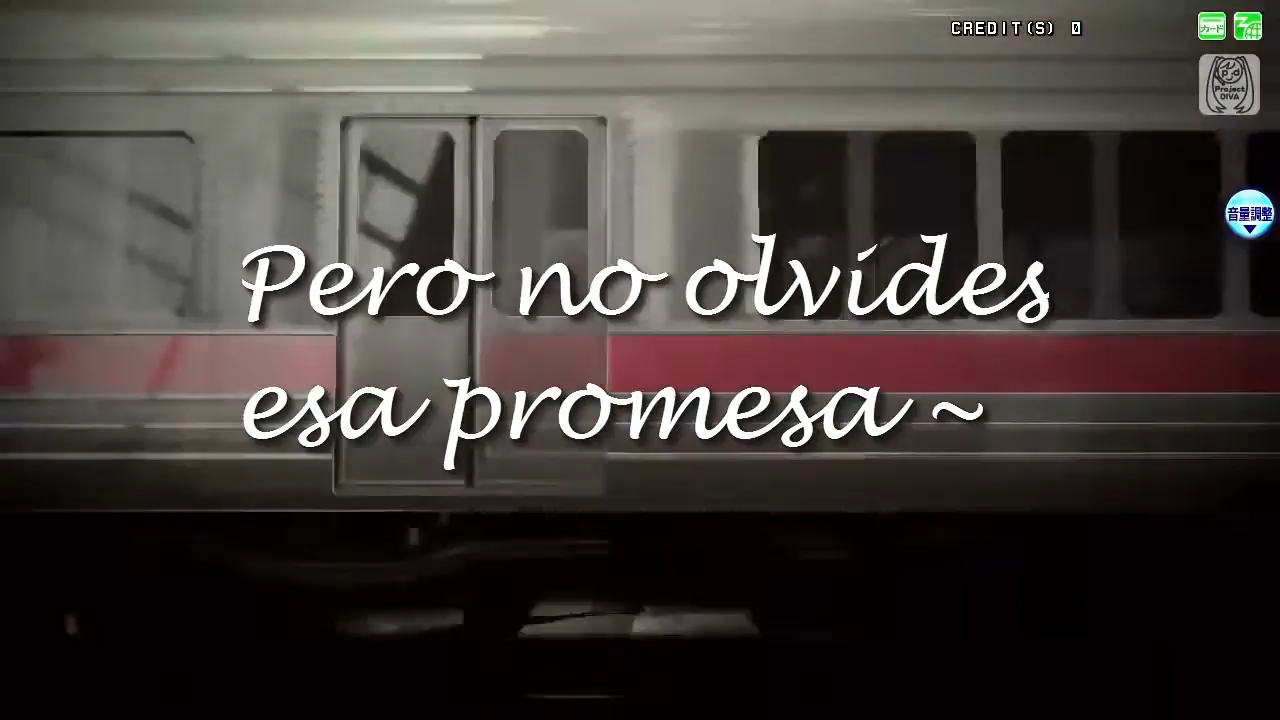 CREDIT(S) 0
カード
Project
DIVA
音量調整
Pero no olvides
esa promesa ~